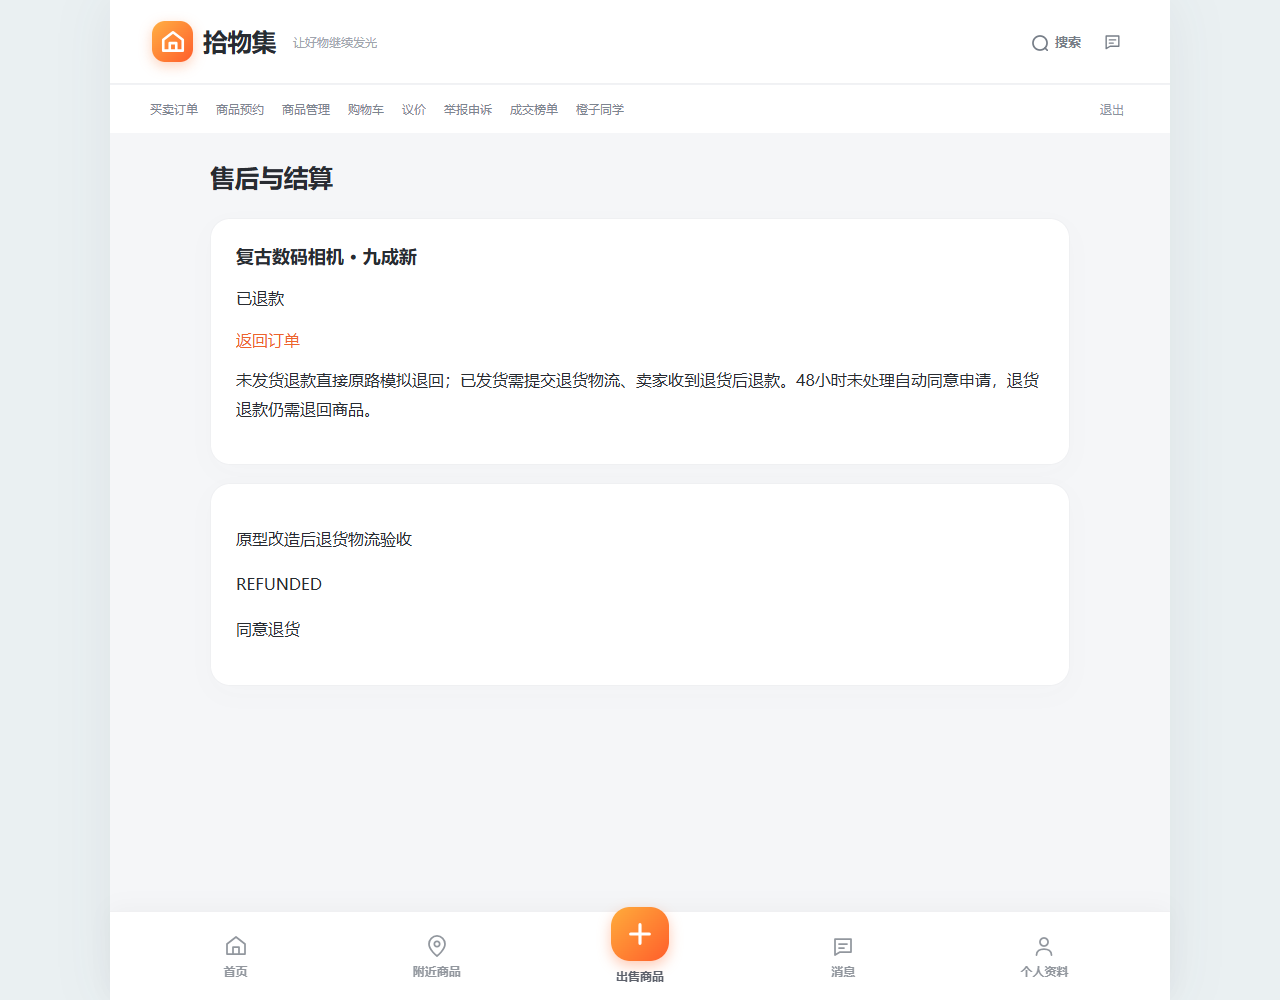 拾物集
让好物继续发光
搜索
买卖订单 商品预约 商品管理 购物车 议价 举报申诉 成交榜单 橙子同学 退出
售后与结算
复古数码相机・九成新
已退款
返回订单
未发货退款直接原路模拟退回；已发货需提交退货物流、卖家收到退货后退款。48小时未处理自动同意申请，退货
退款仍需退回商品。
原型改造后退货物流验收
REFUNDED
同意退货
首页 附近商品 出售商品 消息 个人资料